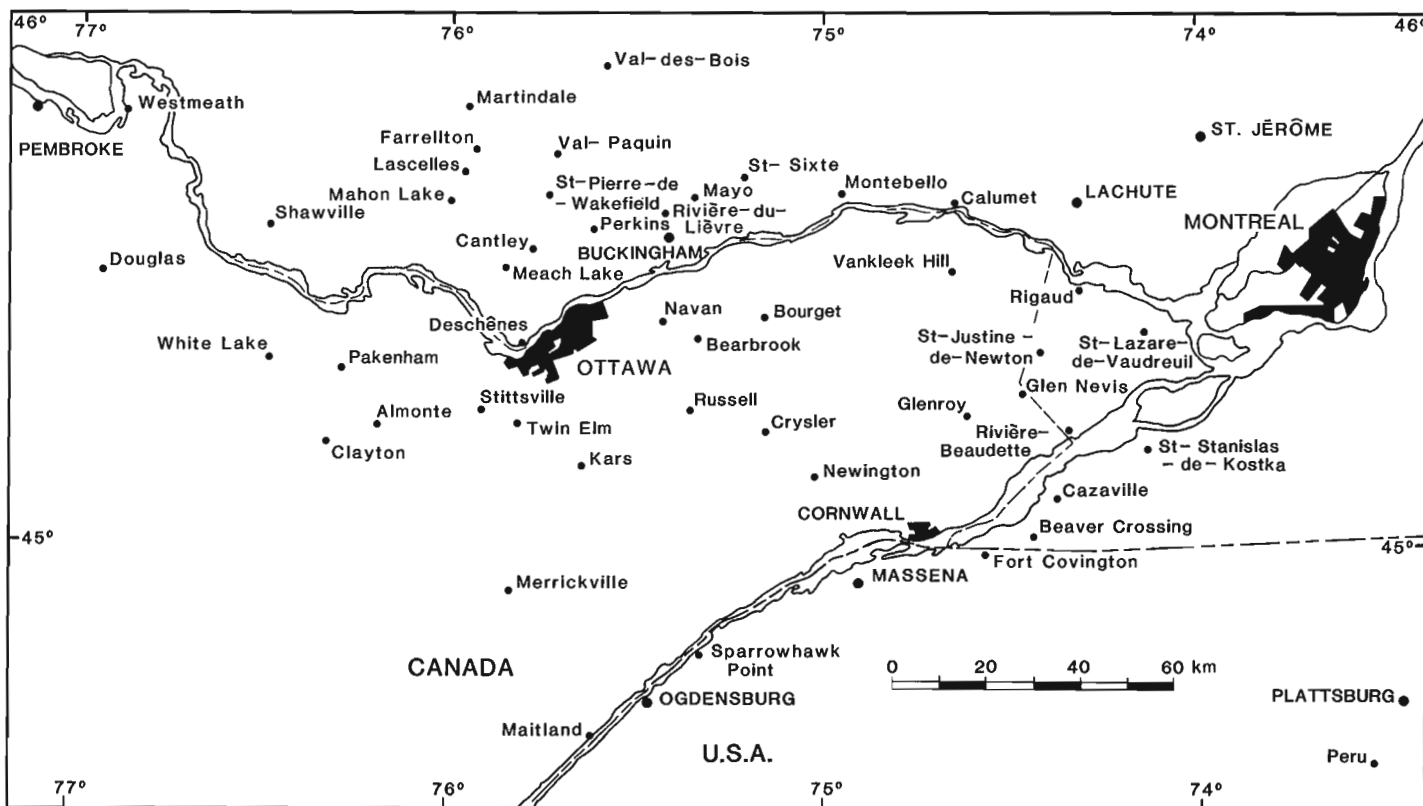 46°
77°
76°
75°
74°
46°
Val-des-Bois
Westmeath
Martindale
PEMBROKE
Farrellton
Val-Paquin
ST. JÉRÔME
Lascelles
St-Sixte
Mahon Lake
St-Pierre-de
-Wakefield
Mayo
Montebello
Calumet
LACHUTE
Shawville
Perkins
Rivière-du-
Lièvre
MONTREAL
Cantley
BUCKINGHAM
Douglas
Meach Lake
Vankleek Hill
Rigaud
Deschênes
Navan
Bourget
White Lake
Pakenham
OTTAWA
Bearbrook
St-Justine-
de-Newton
St-Lazare-
de-Vaudreuil
Stittsville
Russell
Glen Nevis
Almonte
Twin Elm
Crysler
Glenroy
Clayton
Kars
Rivière-
Beaudette
St-Stanislas
-de-Kostka
Newington
Cazaville
CORNWALL
Beaver Crossing
45°
45°
Fort Covington
MASSENA
Merrickville
CANADA
Sparrowhawk
Point
0 20 40 60 km
OGDENSBURG
PLATTSBURG
Maitland
U.S.A.
Peru
77°
76°
75°
74°